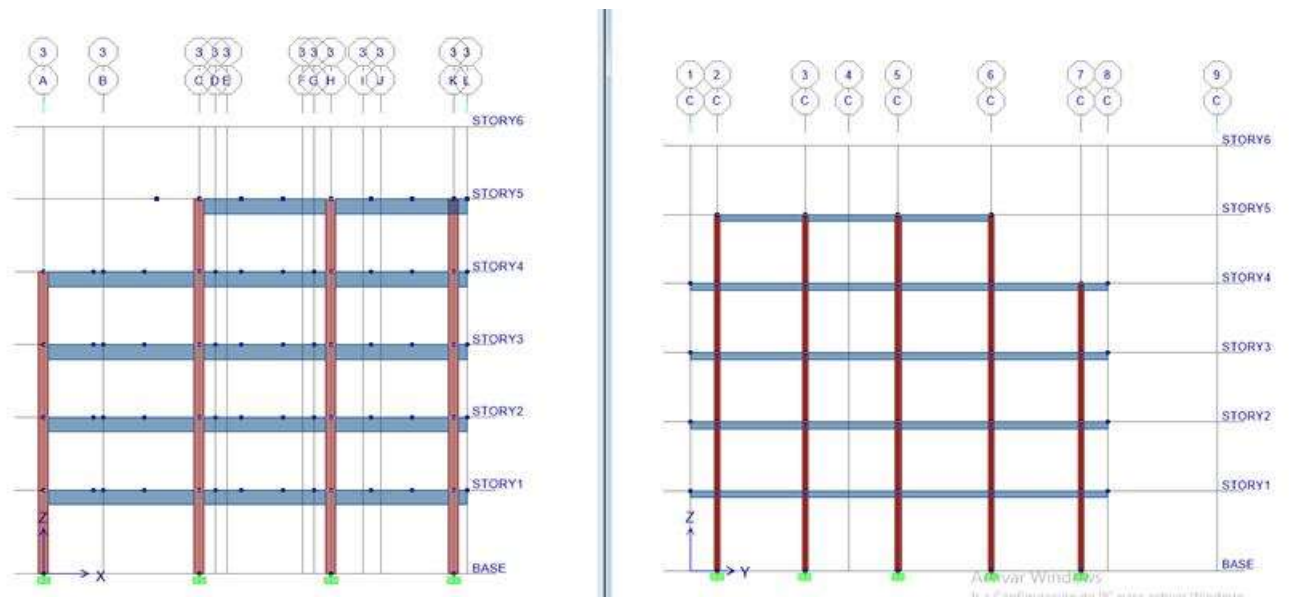 3 3 3 3 3 3 3 3 3 3 3 3
A B C D E F G H I J K L
STORY6
STORY5
STORY4
STORY3
STORY2
STORY1
Z
BASE
X
1 2 3 4 5 6 7 8 9
C C C C C C C C C
STORY6
STORY5
STORY4
STORY3
STORY2
STORY1
Z
BASE
Y
Windows